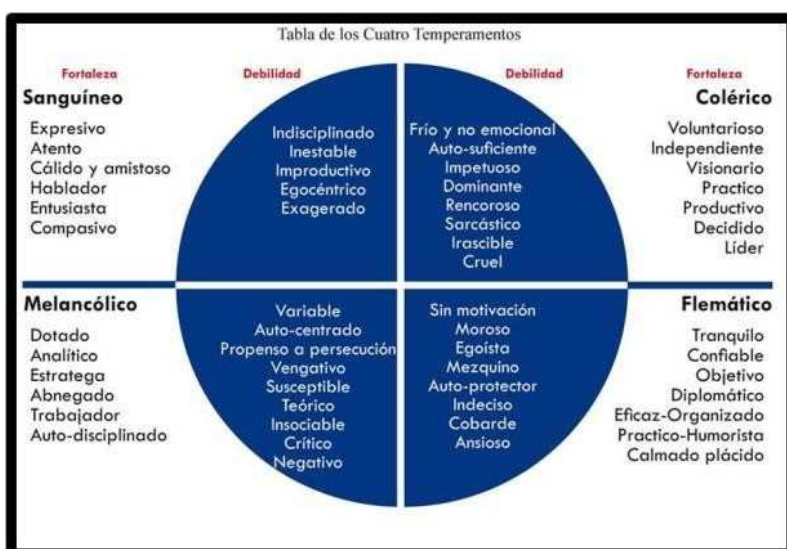 Tabla de los Cuatro Temperamentos
Fortaleza
Debilidad
Debilidad
Fortaleza
Sanguíneo
Expresivo
Atento
Cálido y amistoso
Hablador
Entusiasta
Compasivo
Indisciplinado
Inestable
Improductivo
Egocéntrico
Exagerado
Frío y no emocional
Auto-suficiente
Impetuoso
Dominante
Rencoroso
Sarcástico
Irascible
Cruel
Colérico
Voluntarioso
Independiente
Visionario
Practico
Productivo
Decidido
Líder
Melancólico
Dotado
Analítico
Estratega
Abnegado
Trabajador
Auto-disciplinado
Variable
Auto-centrado
Propenso a persecución
Vengativo
Susceptible
Teórico
Insociable
Crítico
Negativo
Sin motivación
Moroso
Egoísta
Mezquino
Auto-protector
Indeciso
Cobarde
Ansioso
Flemático
Tranquilo
Confiable
Objetivo
Diplomático
Eficaz-Organizado
Practico-Humorista
Calmado plácido